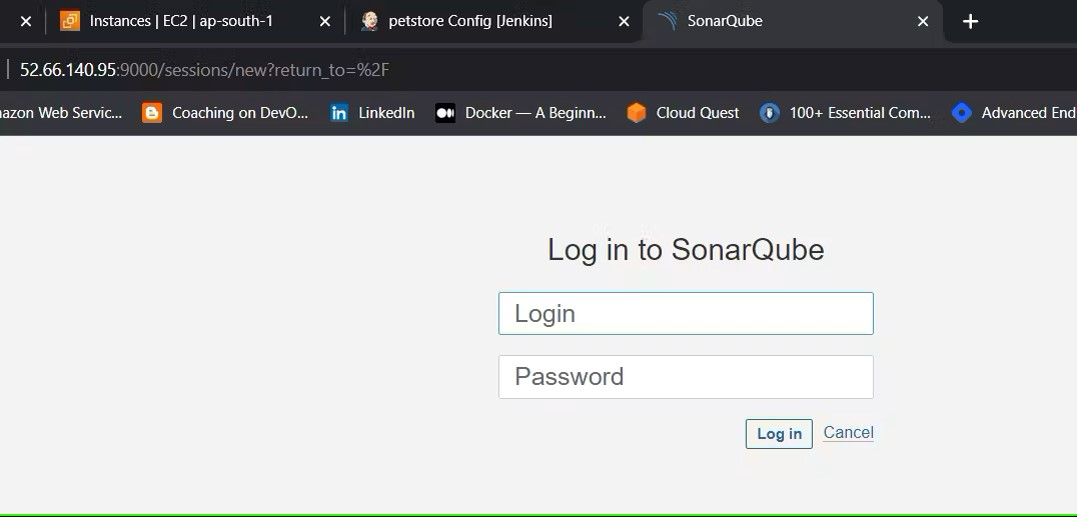 Instances | EC2 | ap-south-1 petstore Config [Jenkins] SonarQube
52.66.140.95:9000/sessions/new?return_to=%2F
azon Web Servic... Coaching on DevO... LinkedIn Docker — A Beginn... Cloud Quest 100+ Essential Com... Advanced End
Log in to SonarQube
Login
Password
Log in Cancel